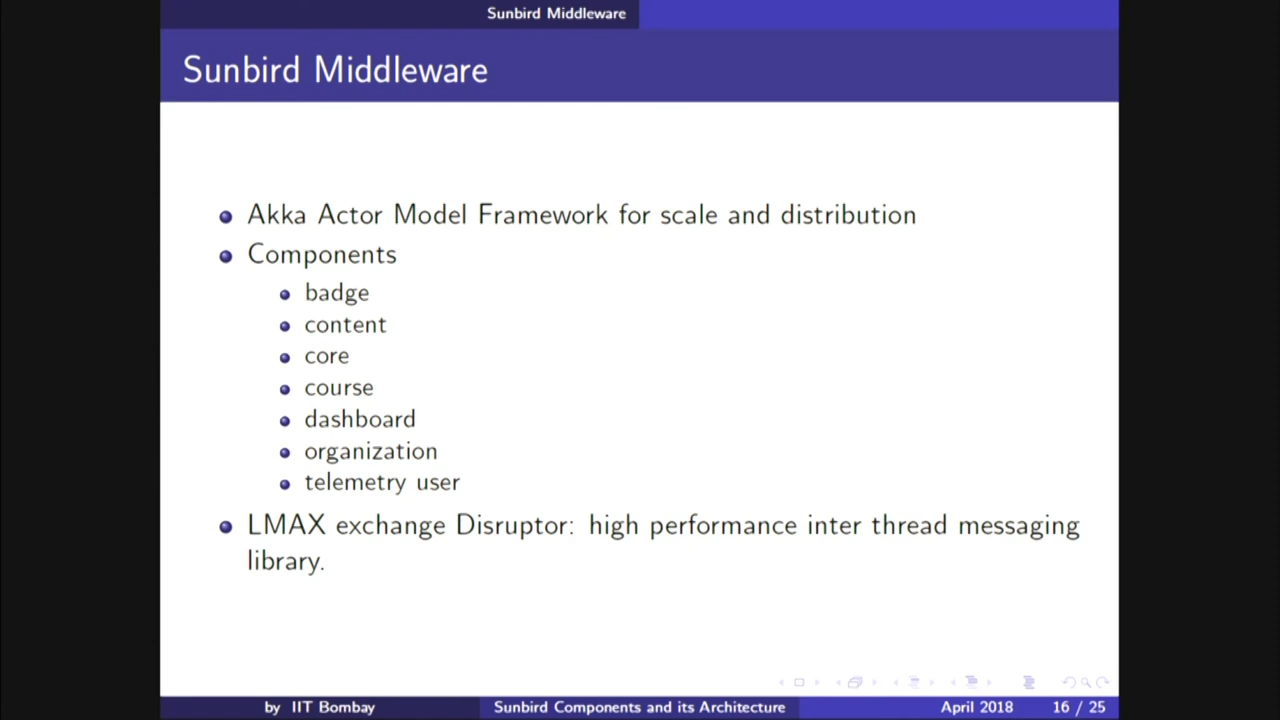 Sunbird Middleware
Sunbird Middleware
Akka Actor Model Framework for scale and distribution
Components
badge
content
core
course
dashboard
organization
telemetry user
LMAX exchange Disruptor: high performance inter thread messaging
library.
by IIT Bombay Sunbird Components and its Architecture April 2018 16 / 25